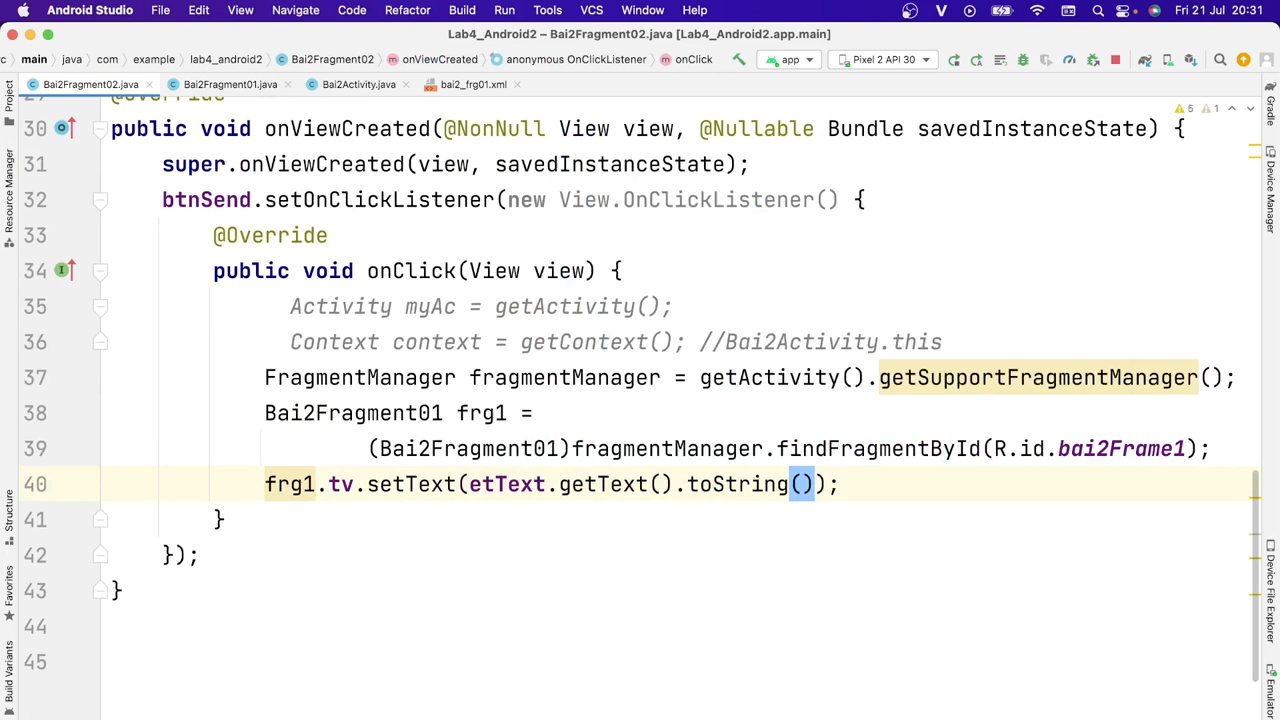 Android Studio File Edit View Navigate Code Refactor Build Run Tools VCS Window Help Fri 21 Jul 20:31
Lab4_Android2 – Bai2Fragment02.java [Lab4_Android2.app.main]
main java com example lab4_android2 Bai2Fragment02 onViewCreated anonymous OnClickListener onClick app Pixel 2 API 30
Bai2Fragment02.java Bai2Fragment01.java Bai2Activity.java bai2_frg01.xml
5 1
@Override
30 public void onViewCreated(@NonNull View view, @Nullable Bundle savedInstanceState) {
31 super.onViewCreated(view, savedInstanceState);
32 btnSend.setOnClickListener(new View.OnClickListener() {
33 @Override
34 public void onClick(View view) {
35 Activity myAc = getActivity();
36 Context context = getContext(); //Bai2Activity.this
37 FragmentManager fragmentManager = getActivity().getSupportFragmentManager();
38 Bai2Fragment01 frg1 =
39 (Bai2Fragment01)fragmentManager.findFragmentById(R.id.bai2Frame1);
40 frg1.tv.setText(etText.getText().toString());
41 }
42 });
43 }
44
45
Project
Resource Manager
Structure
Favorites
Build Variants
Gradle
Device Manager
Device File Explorer
Emulator